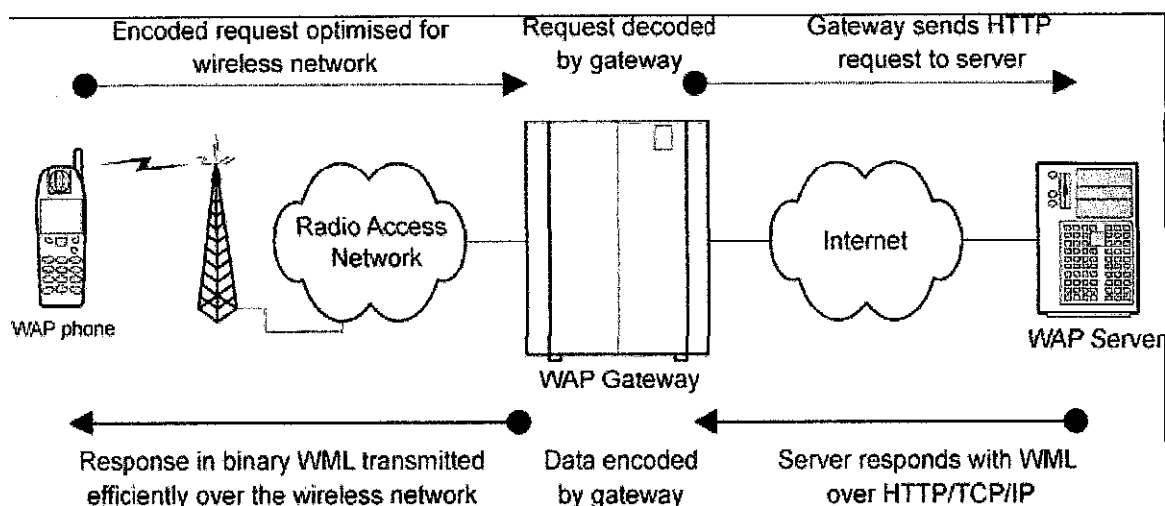 Encoded request optimised for
wireless network
Request decoded
by gateway
Gateway sends HTTP
request to server
Radio Access
Network
Internet
WAP phone
WAP Gateway
WAP Server
Response in binary WML transmitted
efficiently over the wireless network
Data encoded
by gateway
Server responds with WML
over HTTP/TCP/IP